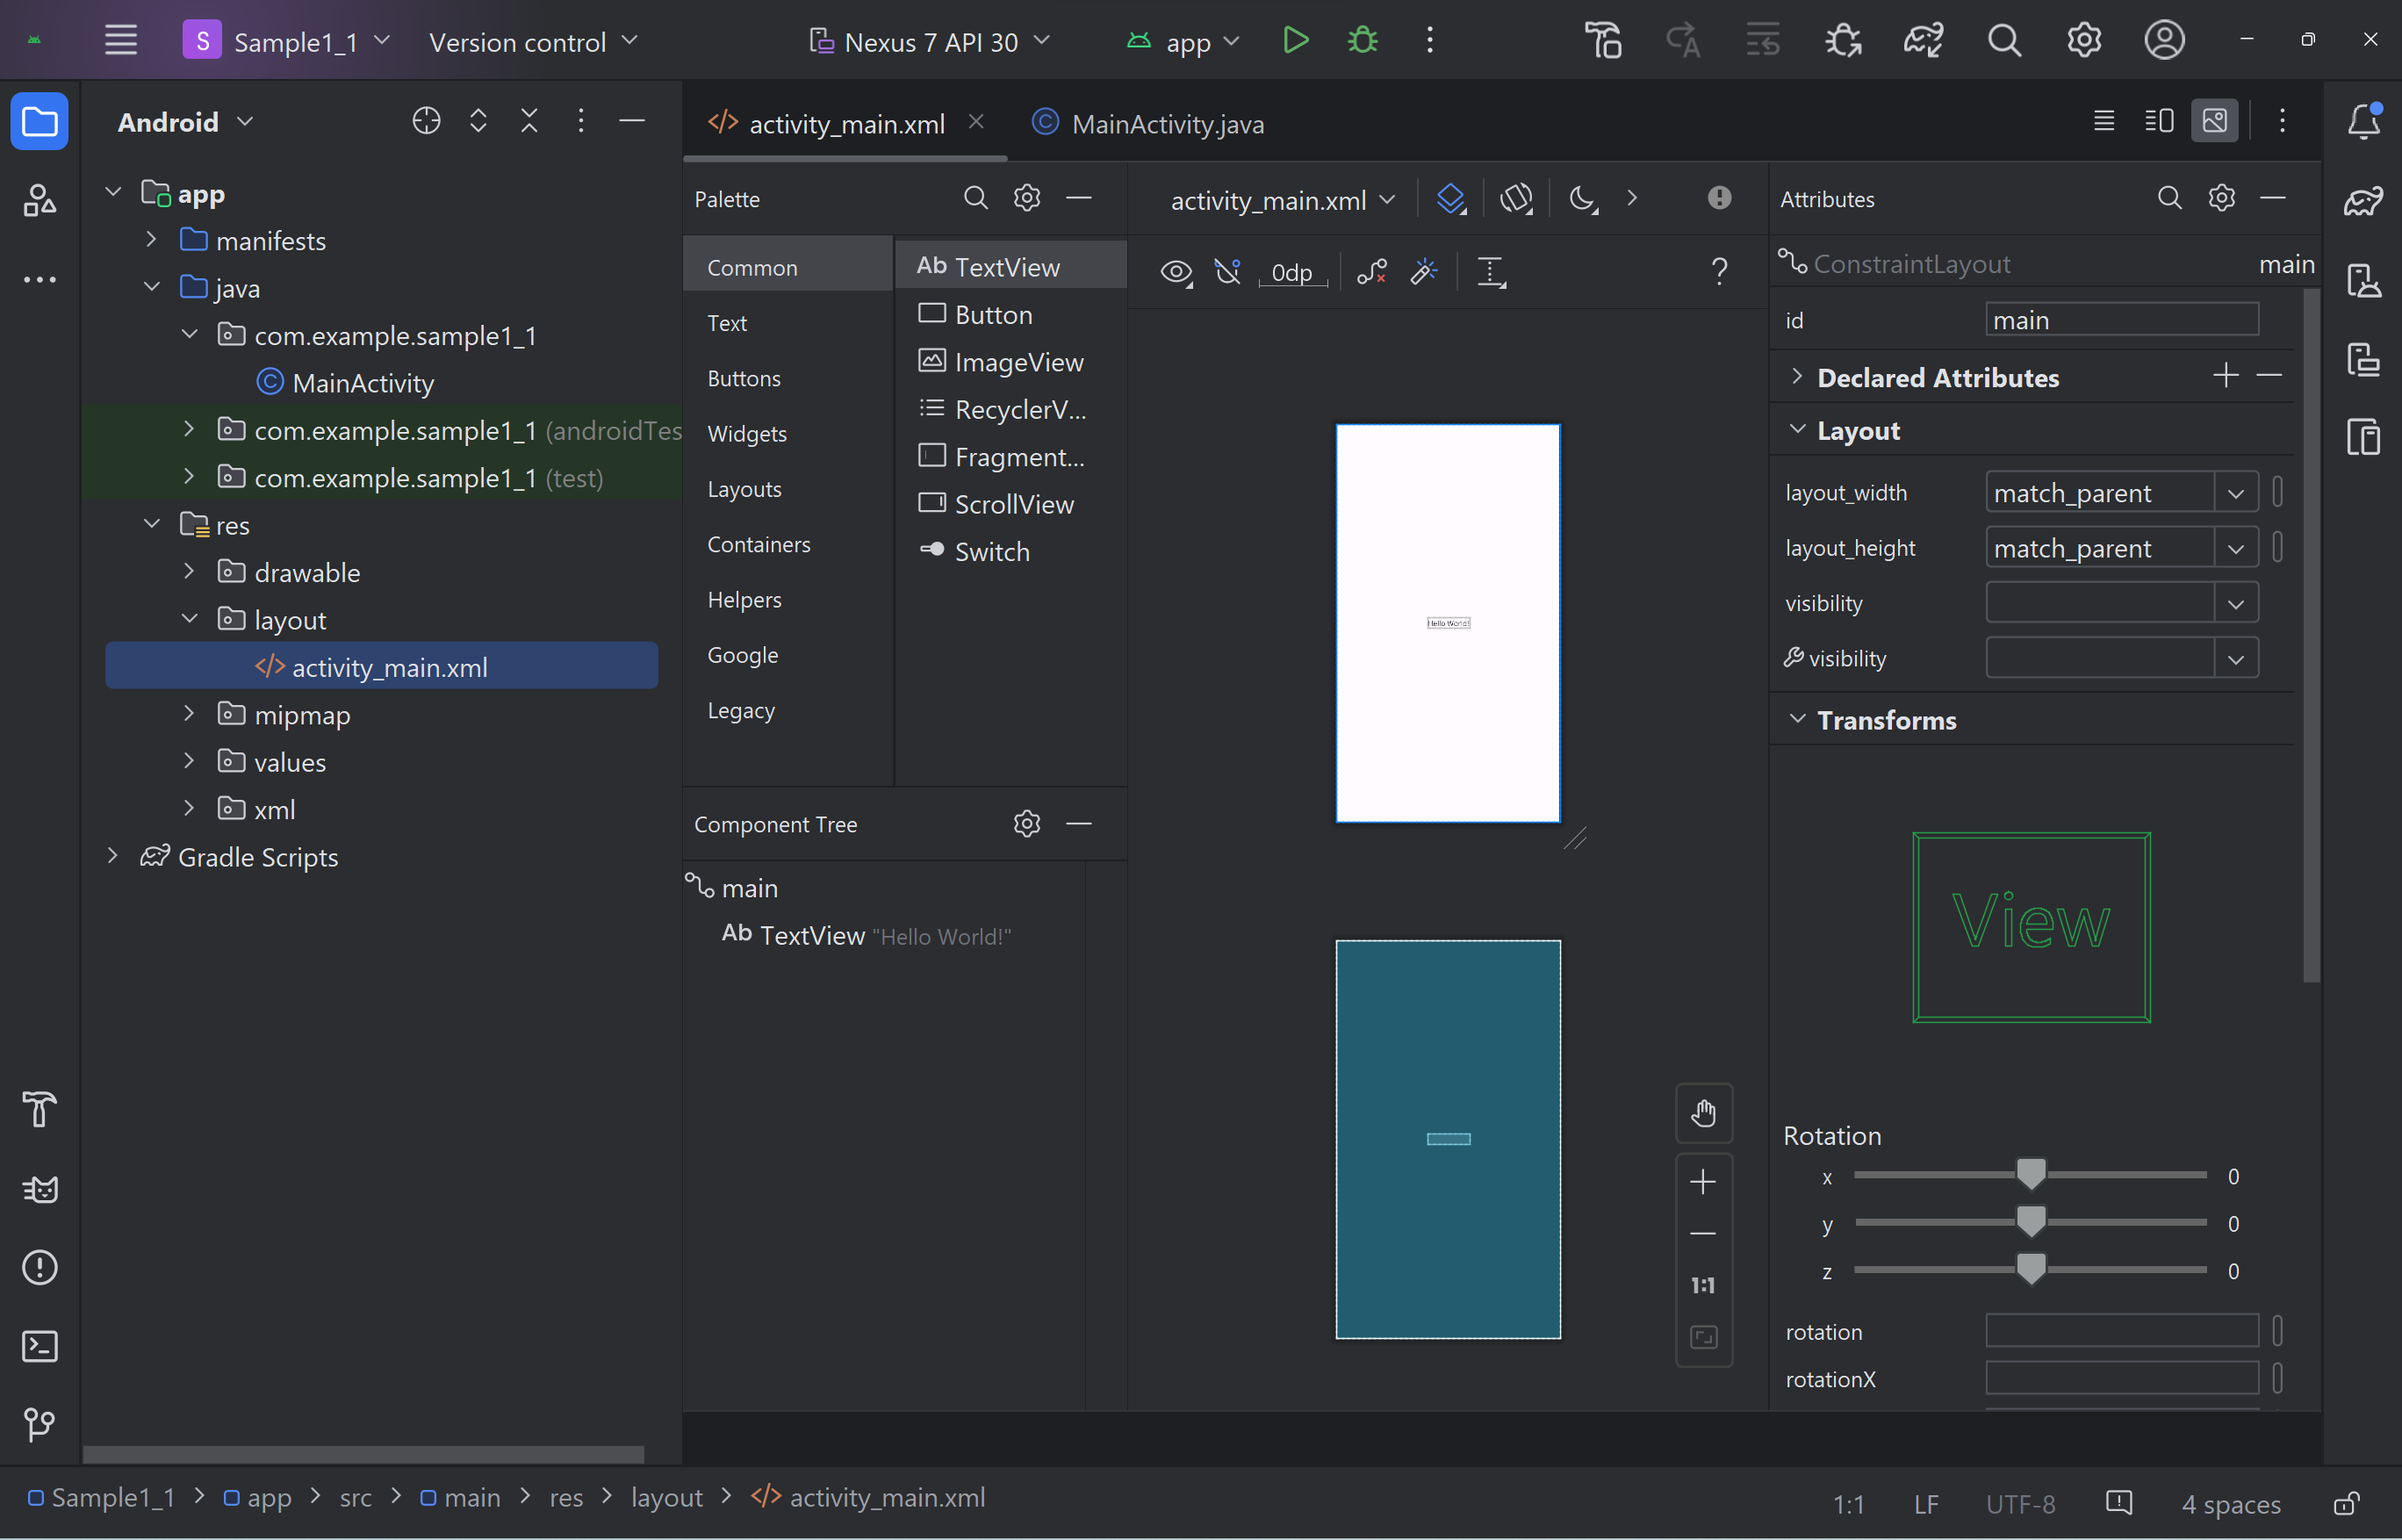 S Sample1_1 Version control Nexus 7 API 30 app
Android
app
manifests
java
com.example.sample1_1
MainActivity
com.example.sample1_1 (androidTes
com.example.sample1_1 (test)
res
drawable
layout
activity_main.xml
mipmap
values
xml
Gradle Scripts
activity_main.xml MainActivity.java
Palette
Common
Text
Buttons
Widgets
Layouts
Containers
Helpers
Google
Legacy
Ab TextView
Button
ImageView
RecyclerV...
Fragment...
ScrollView
Switch
Component Tree
main
Ab TextView "Hello World!"
activity_main.xml
0dp
?
Hello World!
1:1
Attributes
ConstraintLayout main
id main
Declared Attributes
Layout
layout_width match_parent
layout_height match_parent
visibility
visibility
Transforms
View
Rotation
x 0
y 0
z 0
rotation
rotationX
Sample1_1 > app > src > main > res > layout > activity_main.xml
1:1 LF UTF-8 4 spaces